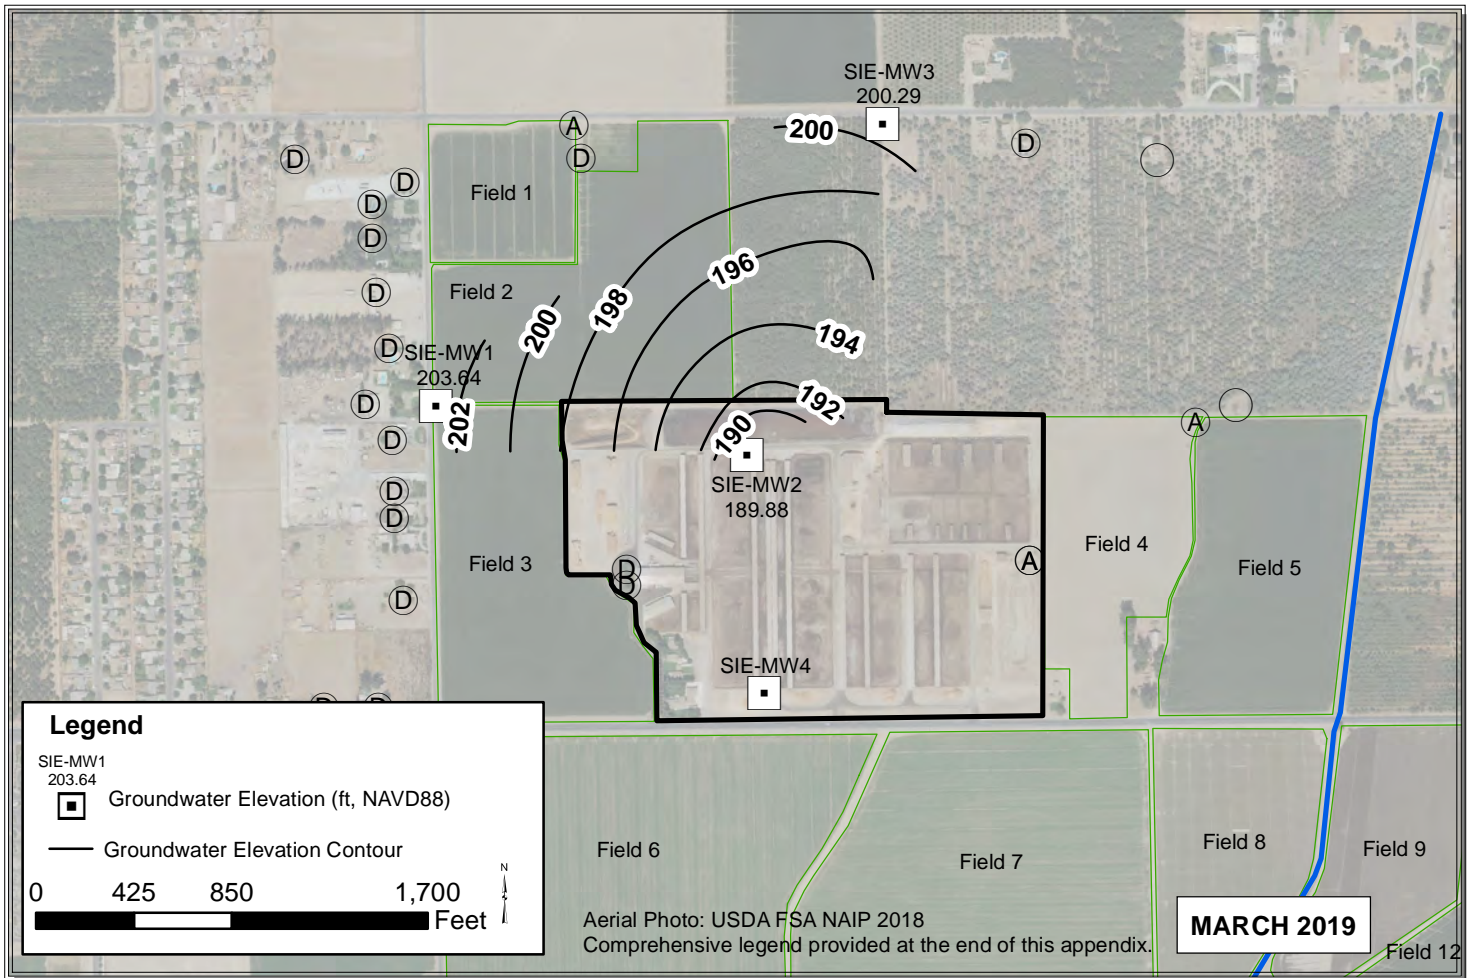 SIE-MW3
200.29
A
D
D
D
D
D
D
D
D
D
D
D
D
Field 1
Field 2
SIE-MW1
203.64
200
198
196
194
192
190
200
202
SIE-MW2
189.88
A
A
D
D
Field 3
Field 4
Field 5
SIE-MW4
D
D
Field 6
Field 7
Field 8
Field 9
Field 12
Legend
SIE-MW1
203.64
Groundwater Elevation (ft, NAVD88)
Groundwater Elevation Contour
N
0 425 850 1,700
Feet
Aerial Photo: USDA FSA NAIP 2018
Comprehensive legend provided at the end of this appendix.
MARCH 2019